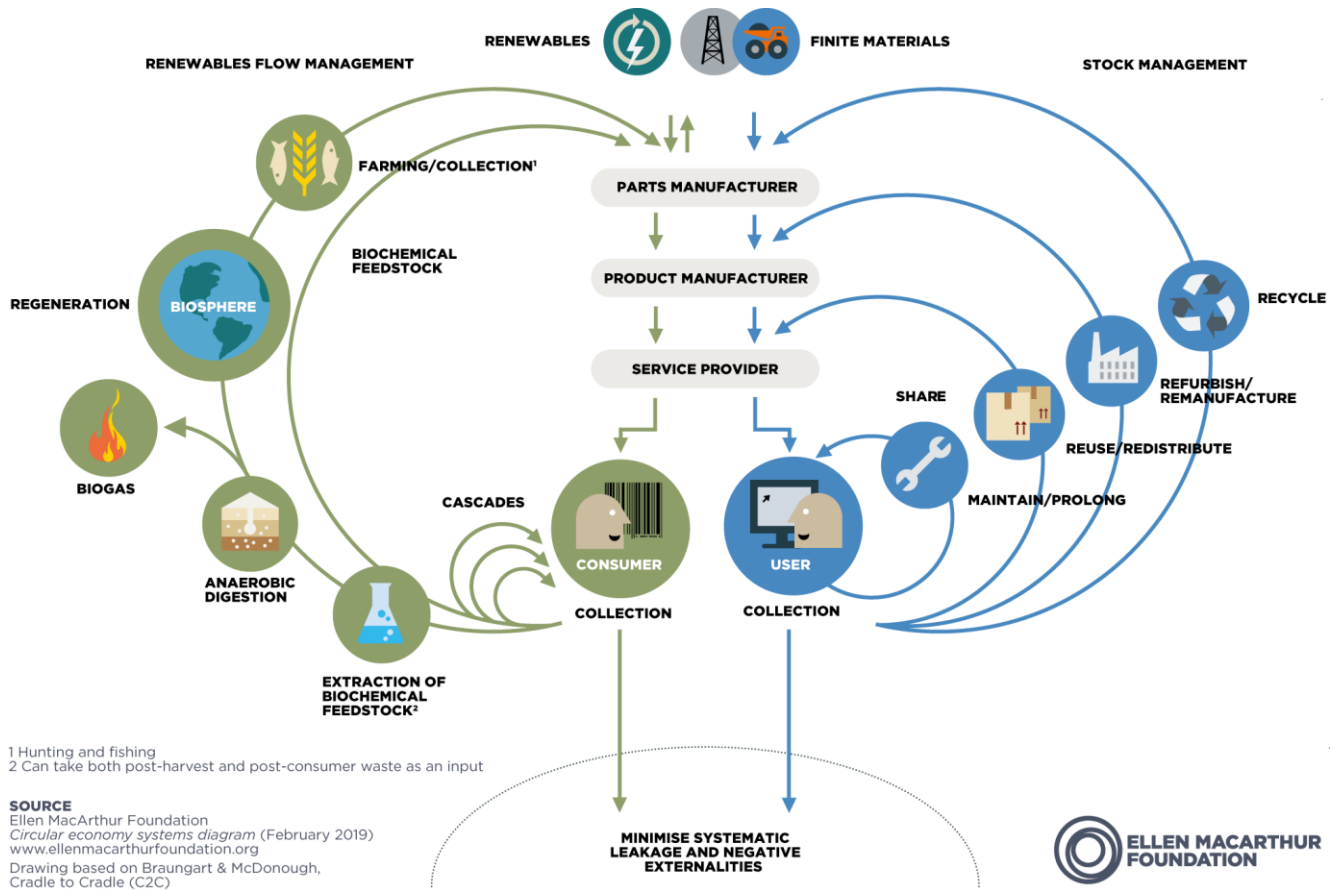 RENEWABLES
FINITE MATERIALS
RENEWABLES FLOW MANAGEMENT
STOCK MANAGEMENT
FARMING/COLLECTION¹
PARTS MANUFACTURER
BIOCHEMICAL
FEEDSTOCK
PRODUCT MANUFACTURER
REGENERATION
BIOSPHERE
RECYCLE
SERVICE PROVIDER
SHARE
REFURBISH/
REMANUFACTURE
REUSE/REDISTRIBUTE
BIOGAS
CASCADES
MAINTAIN/PROLONG
CONSUMER
USER
ANAEROBIC
DIGESTION
COLLECTION
COLLECTION
EXTRACTION OF
BIOCHEMICAL
FEEDSTOCK²
1 Hunting and fishing
2 Can take both post-harvest and post-consumer waste as an input
SOURCE
Ellen MacArthur Foundation
Circular economy systems diagram (February 2019)
www.ellenmacarthurfoundation.org
Drawing based on Braungart & McDonough,
Cradle to Cradle (C2C)
MINIMISE SYSTEMATIC
LEAKAGE AND NEGATIVE
EXTERNALITIES
ELLEN MACARTHUR
FOUNDATION